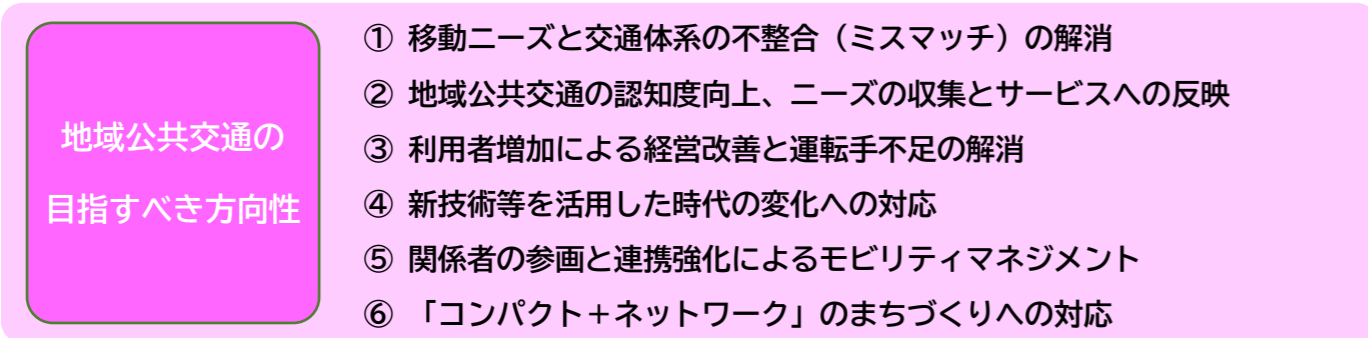 地域公共交通の
目指すべき方向性
① 移動ニーズと交通体系の不整合（ミスマッチ）の解消
② 地域公共交通の認知度向上、ニーズの収集とサービスへの反映
③ 利用者増加による経営改善と運転手不足の解消
④ 新技術等を活用した時代の変化への対応
⑤ 関係者の参画と連携強化によるモビリティマネジメント
⑥ 「コンパクト＋ネットワーク」のまちづくりへの対応